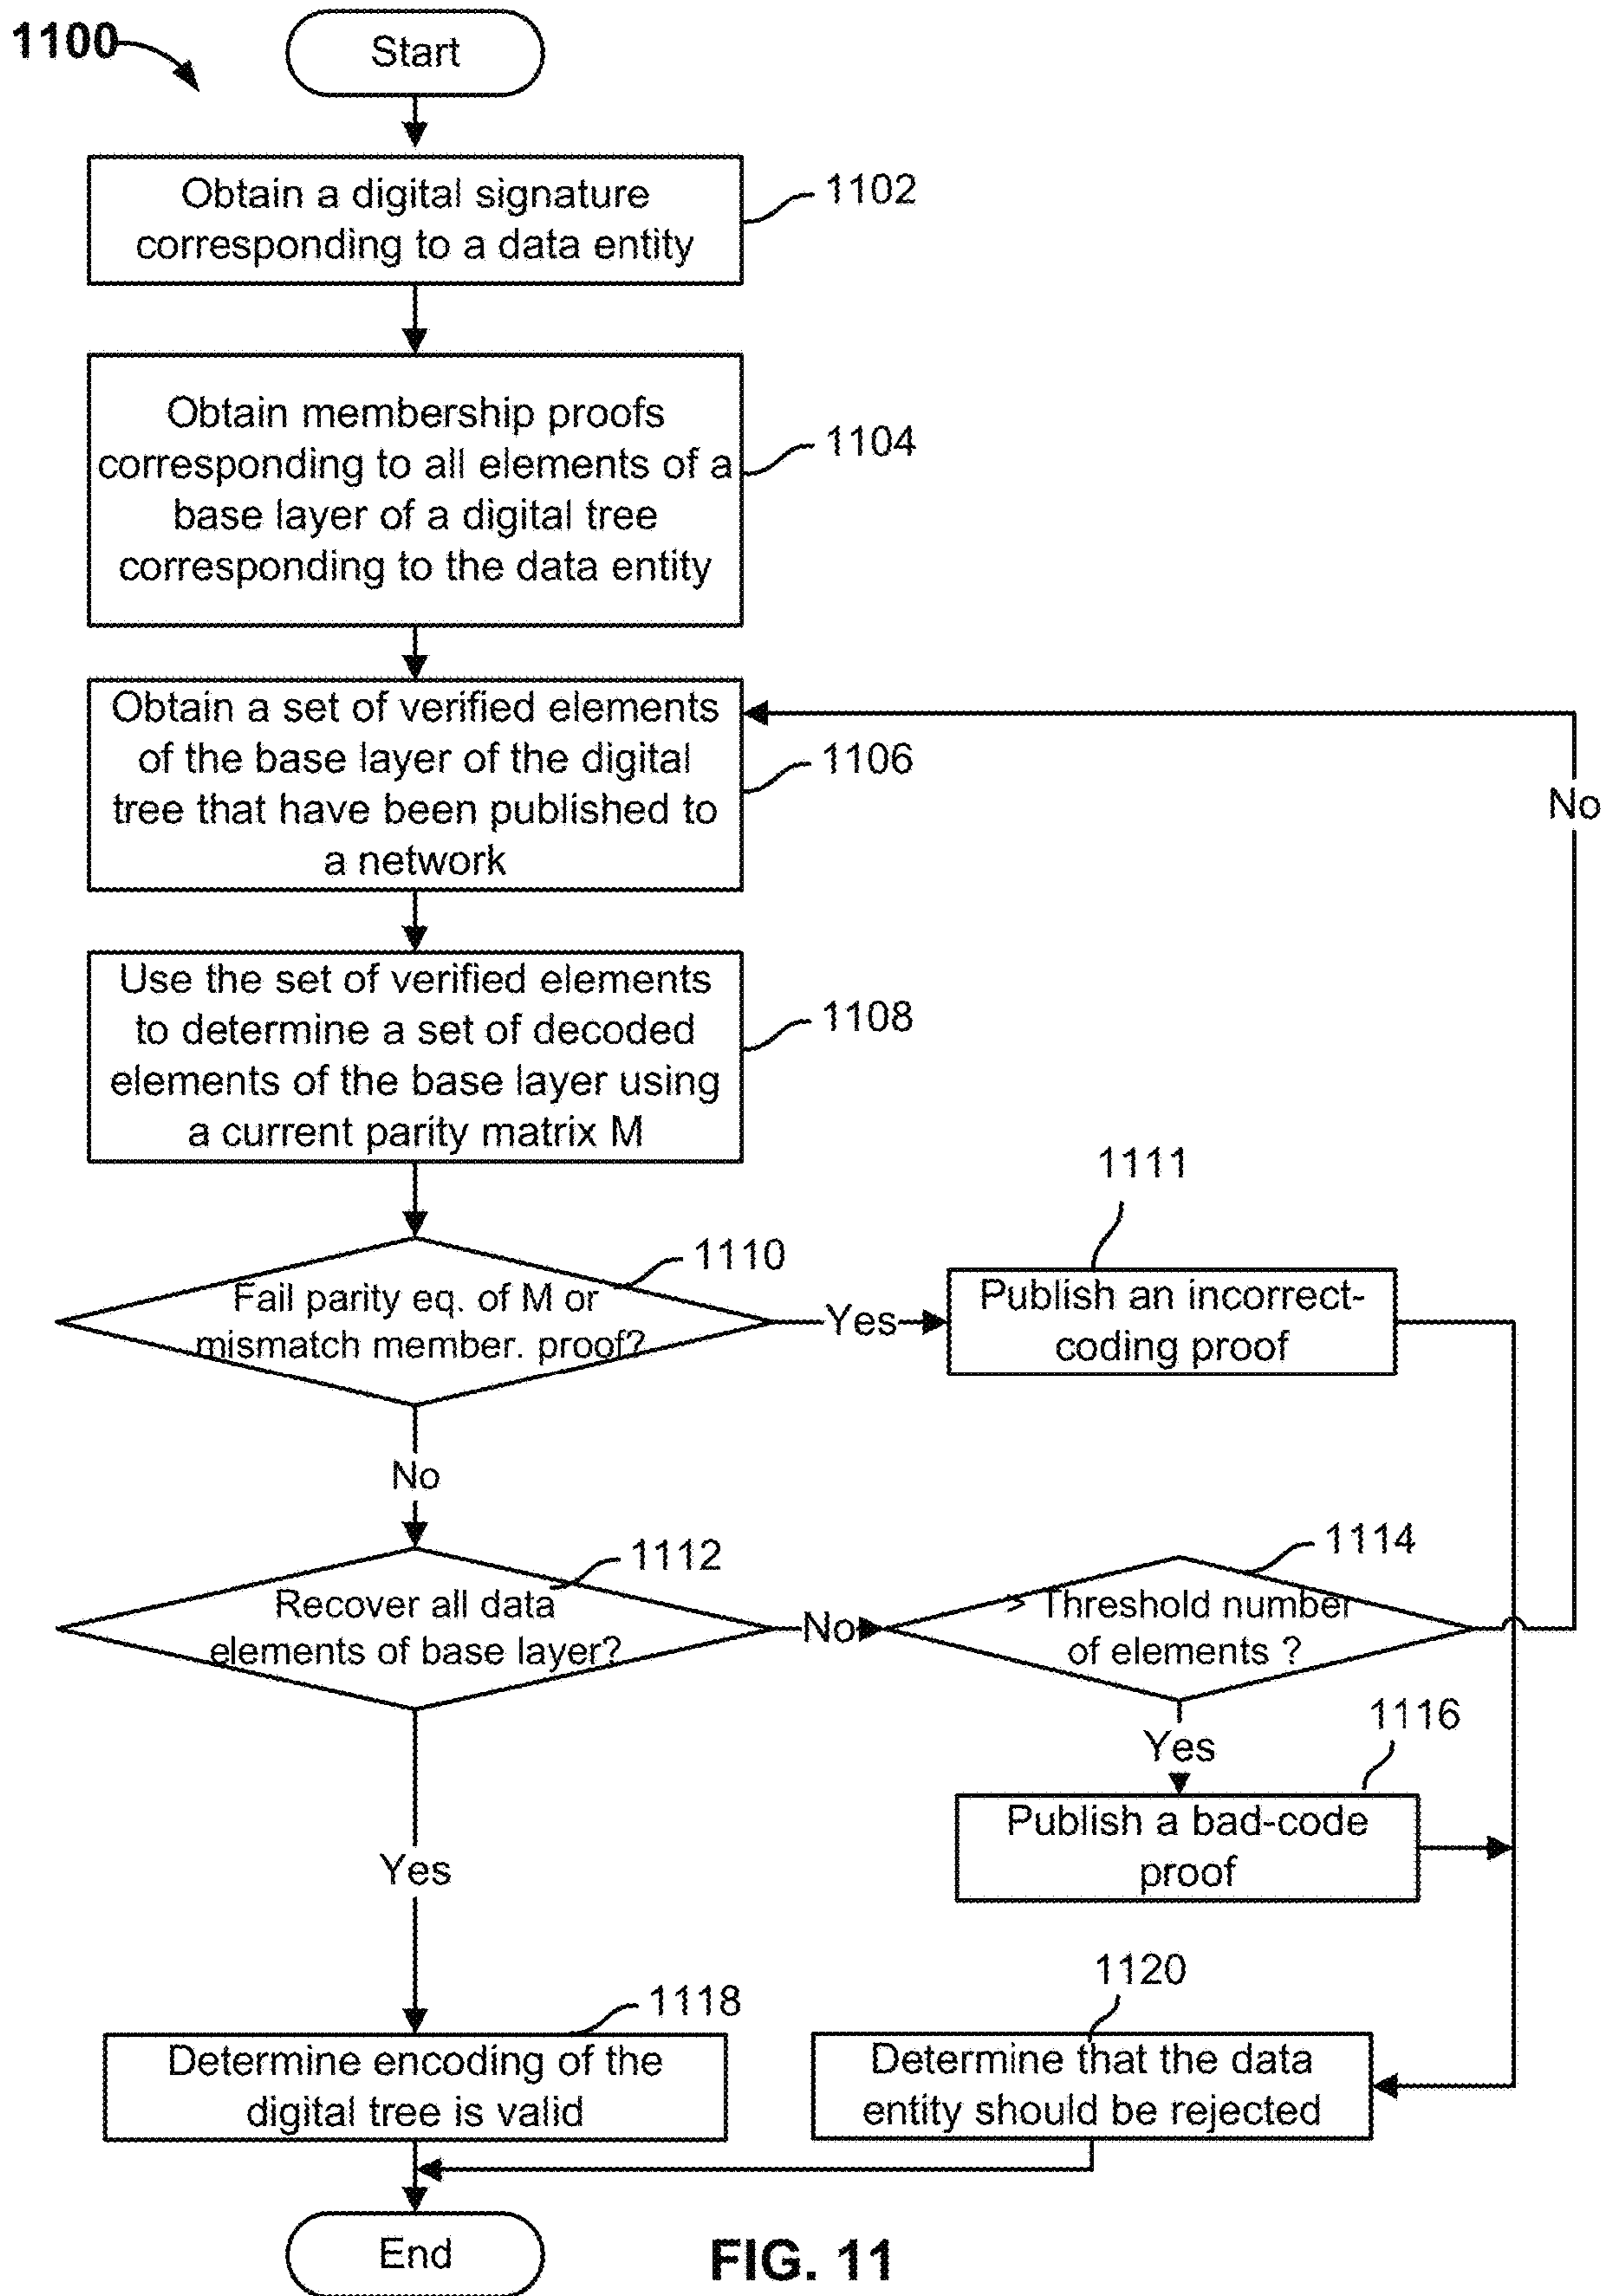 1100
Start
Obtain a digital signature
corresponding to a data entity
1102
Obtain membership proofs
corresponding to all elements of a
base layer of a digital tree
corresponding to the data entity
1104
Obtain a set of verified elements
of the base layer of the digital
tree that have been published to
a network
1106
No
Use the set of verified elements
to determine a set of decoded
elements of the base layer using
a current parity matrix M
1108
1110
Fail parity eq. of M or
mismatch member. proof?
Yes
1111
Publish an incorrect-
coding proof
No
1112
Recover all data
elements of base layer?
No
1114
> Threshold number
of elements ?
Yes
1116
Publish a bad-code
proof
Yes
1118
Determine encoding of the
digital tree is valid
1120
Determine that the data
entity should be rejected
End
FIG. 11